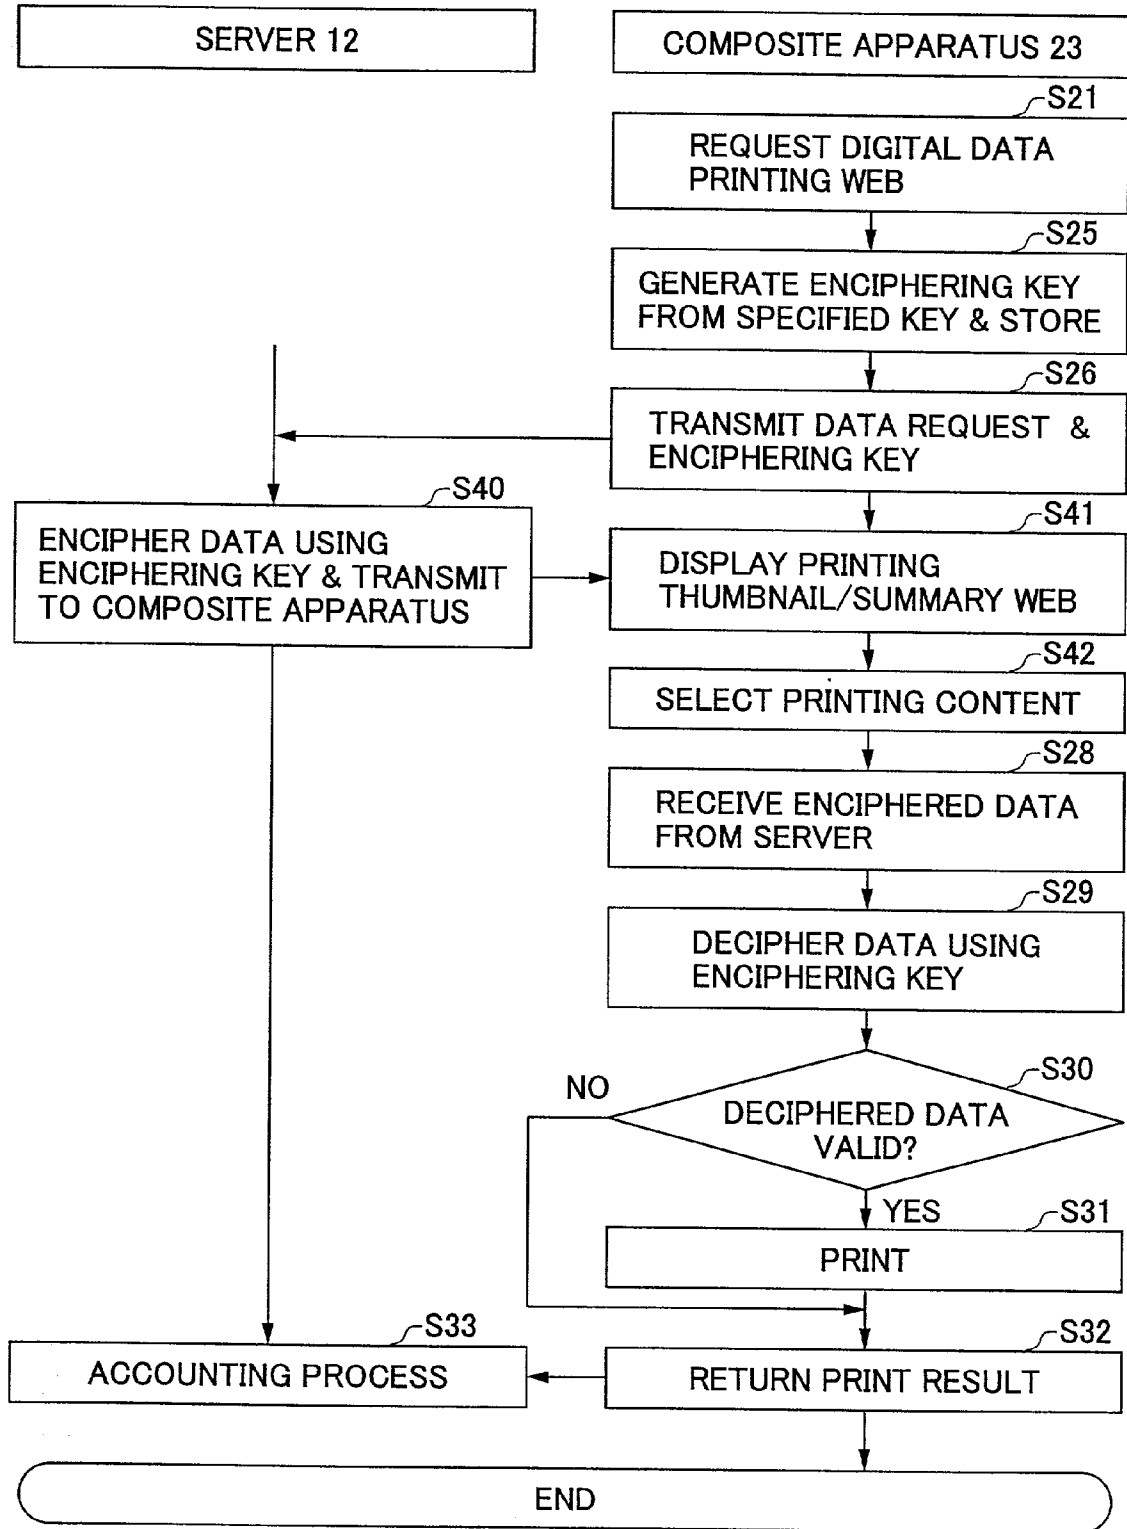 SERVER 12
COMPOSITE APPARATUS 23
S21
REQUEST DIGITAL DATA
PRINTING WEB
S25
GENERATE ENCIPHERING KEY
FROM SPECIFIED KEY & STORE
S26
TRANSMIT DATA REQUEST &
ENCIPHERING KEY
S40
ENCIPHER DATA USING
ENCIPHERING KEY & TRANSMIT
TO COMPOSITE APPARATUS
S41
DISPLAY PRINTING
THUMBNAIL/SUMMARY WEB
S42
SELECT PRINTING CONTENT
S28
RECEIVE ENCIPHERED DATA
FROM SERVER
S29
DECIPHER DATA USING
ENCIPHERING KEY
S30
NO
DECIPHERED DATA
VALID?
YES
S31
PRINT
S33
ACCOUNTING PROCESS
S32
RETURN PRINT RESULT
END